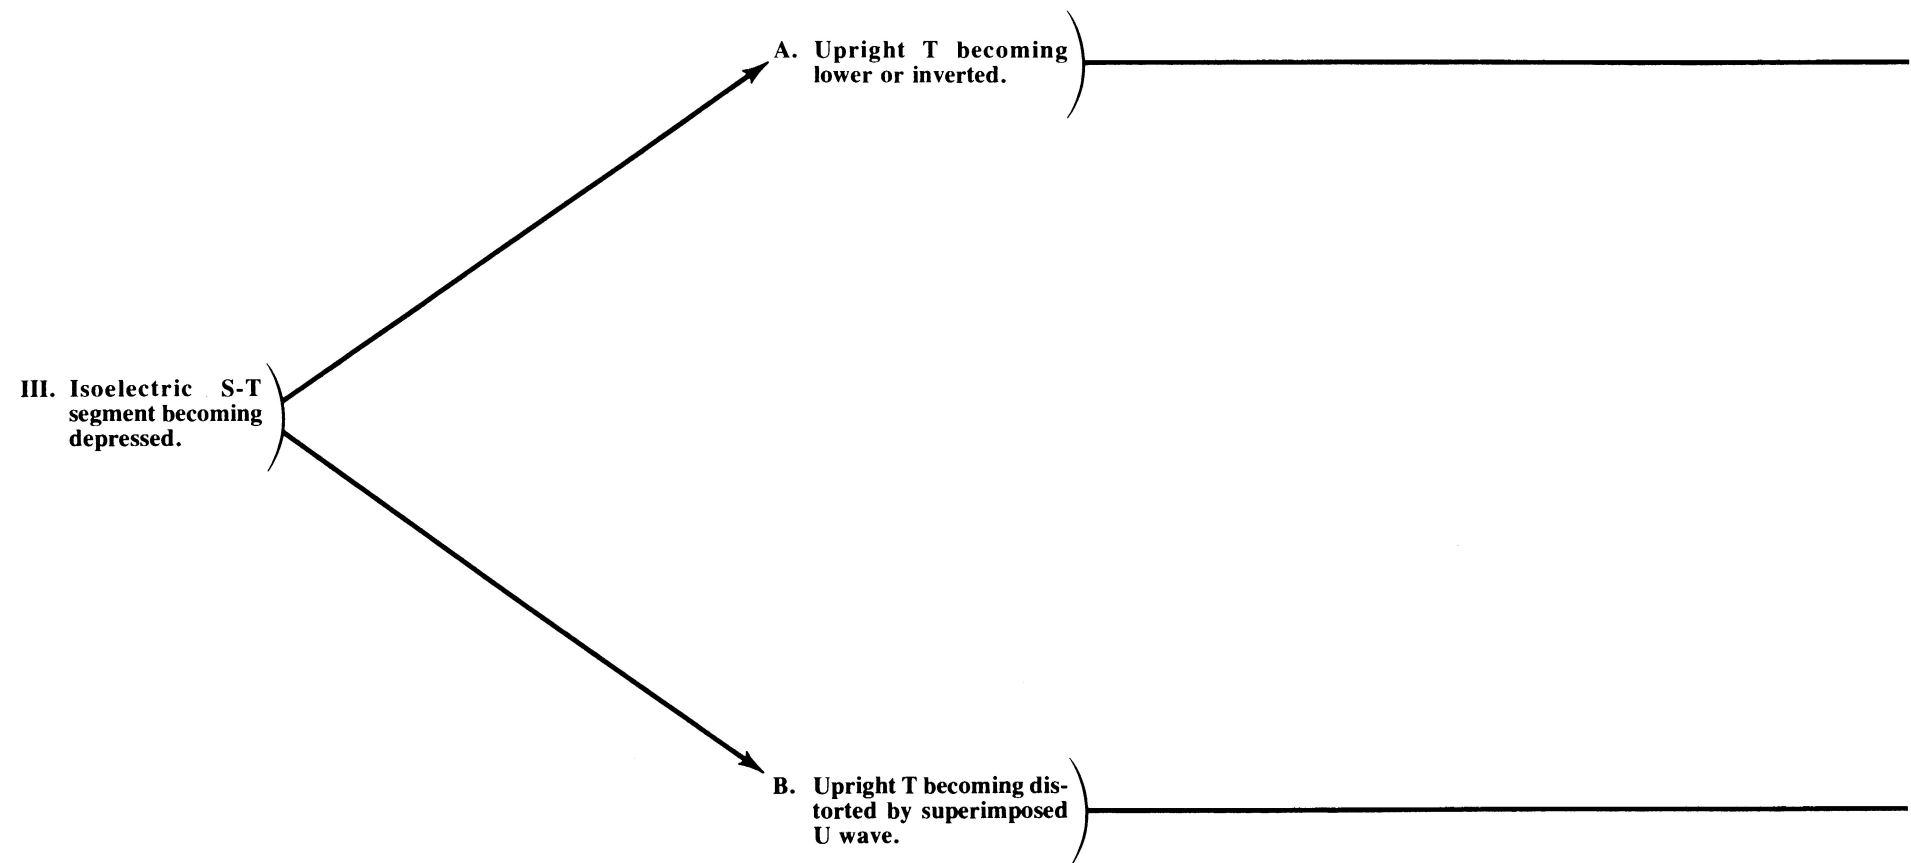 A. Upright T becoming
lower or inverted.
III. Isoelectric S-T
segment becoming
depressed.
B. Upright T becoming dis-
torted by superimposed
U wave.